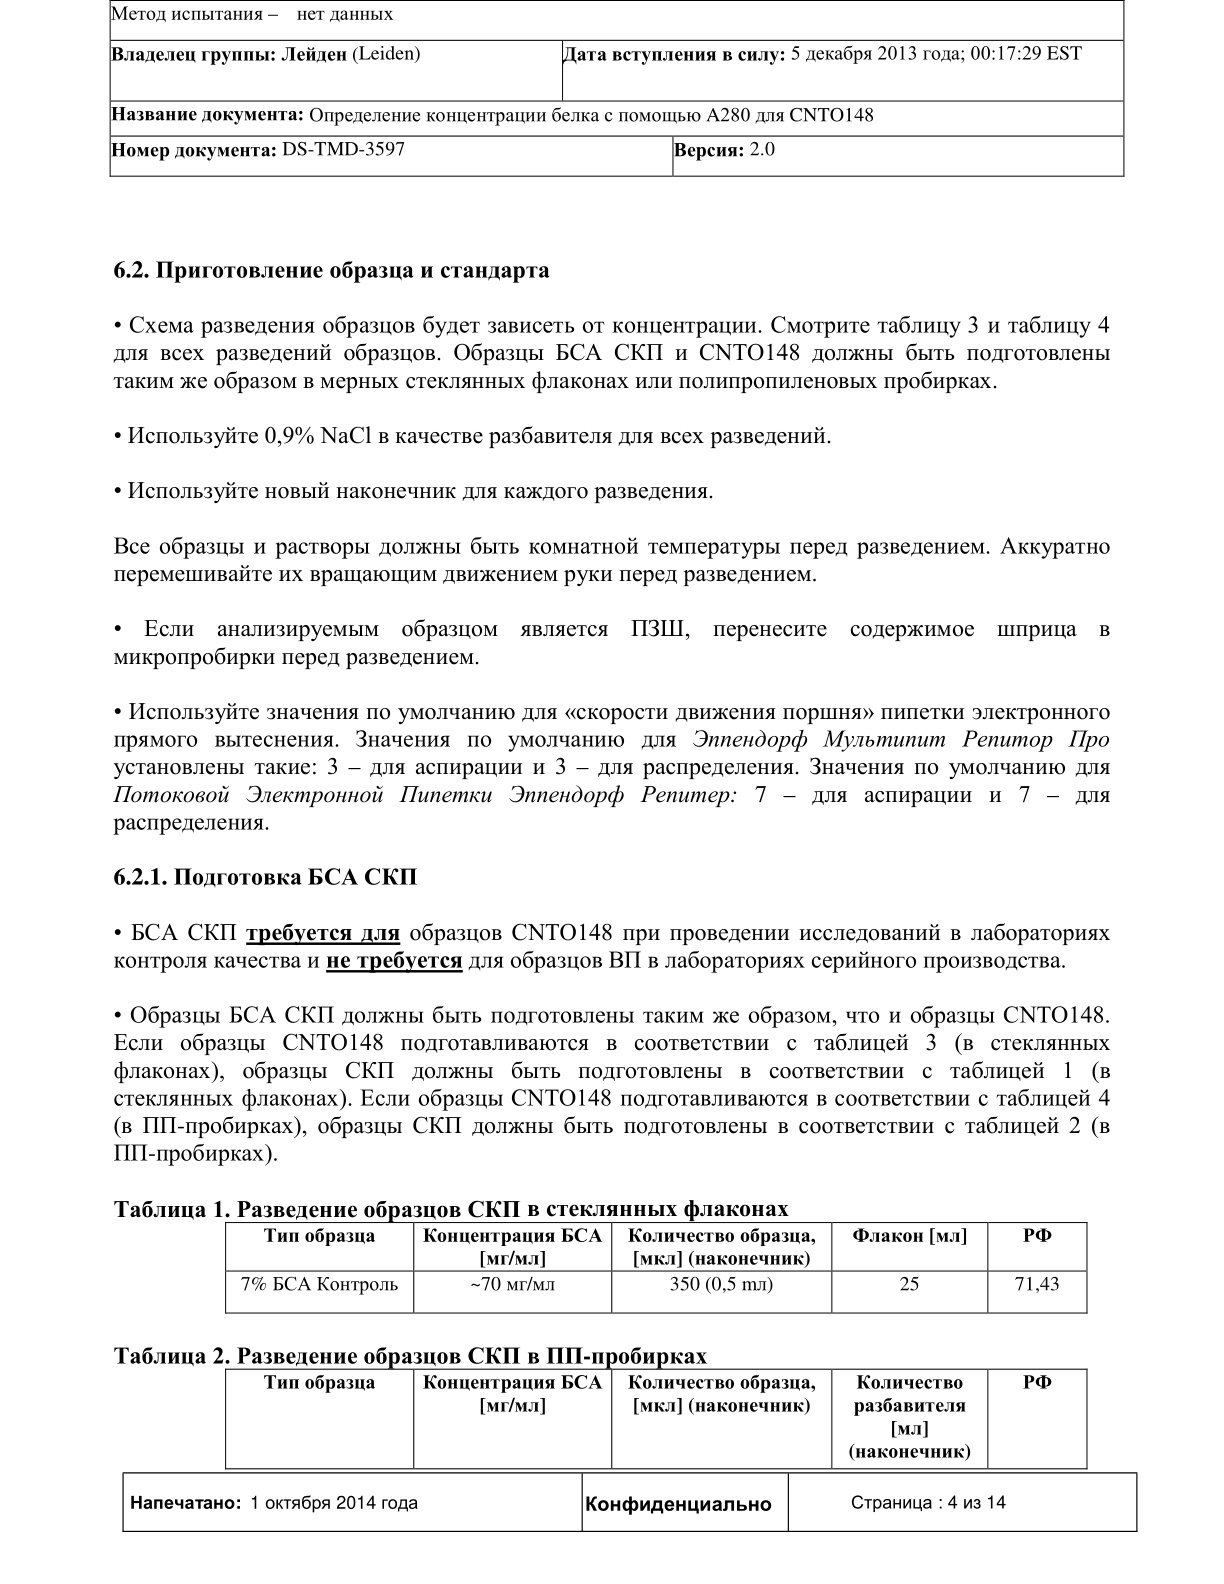 Метод испытания – нет данных
Владелец группы: Лейден (Leiden) Дата вступления в силу: 5 декабря 2013 года; 00:17:29 EST
Название документа: Определение концентрации белка с помощью A280 для CNTO148
Номер документа: DS-TMD-3597 Версия: 2.0
6.2. Приготовление образца и стандарта
• Схема разведения образцов будет зависеть от концентрации. Смотрите таблицу 3 и таблицу 4
для всех разведений образцов. Образцы БСА СКП и CNTO148 должны быть подготовлены
таким же образом в мерных стеклянных флаконах или полипропиленовых пробирках.
• Используйте 0,9% NaCl в качестве разбавителя для всех разведений.
• Используйте новый наконечник для каждого разведения.
Все образцы и растворы должны быть комнатной температуры перед разведением. Аккуратно
перемешивайте их вращающим движением руки перед разведением.
• Если анализируемым образцом является ПЗШ, перенесите содержимое шприца в
микропробирки перед разведением.
• Используйте значения по умолчанию для «скорости движения поршня» пипетки электронного
прямого вытеснения. Значения по умолчанию для Эппендорф Мультипит Репитор Про
установлены такие: 3 – для аспирации и 3 – для распределения. Значения по умолчанию для
Потоковой Электронной Пипетки Эппендорф Репитер: 7 – для аспирации и 7 – для
распределения.
6.2.1. Подготовка БСА СКП
• БСА СКП требуется для образцов CNTO148 при проведении исследований в лабораториях
контроля качества и не требуется для образцов ВП в лабораториях серийного производства.
• Образцы БСА СКП должны быть подготовлены таким же образом, что и образцы CNTO148.
Если образцы CNTO148 подготавливаются в соответствии с таблицей 3 (в стеклянных
флаконах), образцы СКП должны быть подготовлены в соответствии с таблицей 1 (в
стеклянных флаконах). Если образцы CNTO148 подготавливаются в соответствии с таблицей 4
(в ПП-пробирках), образцы СКП должны быть подготовлены в соответствии с таблицей 2 (в
ПП-пробирках).
Таблица 1. Разведение образцов СКП в стеклянных флаконах
Тип образца Концентрация БСА Количество образца, Флакон [мл] РФ
[мг/мл] [мкл] (наконечник)
7% БСА Контроль ~70 мг/мл 350 (0,5 mл) 25 71,43
Таблица 2. Разведение образцов СКП в ПП-пробирках
Тип образца Концентрация БСА Количество образца, Количество РФ
[мг/мл] [мкл] (наконечник) разбавителя
[мл]
(наконечник)
Напечатано: 1 октября 2014 года Конфиденциально Страница : 4 из 14